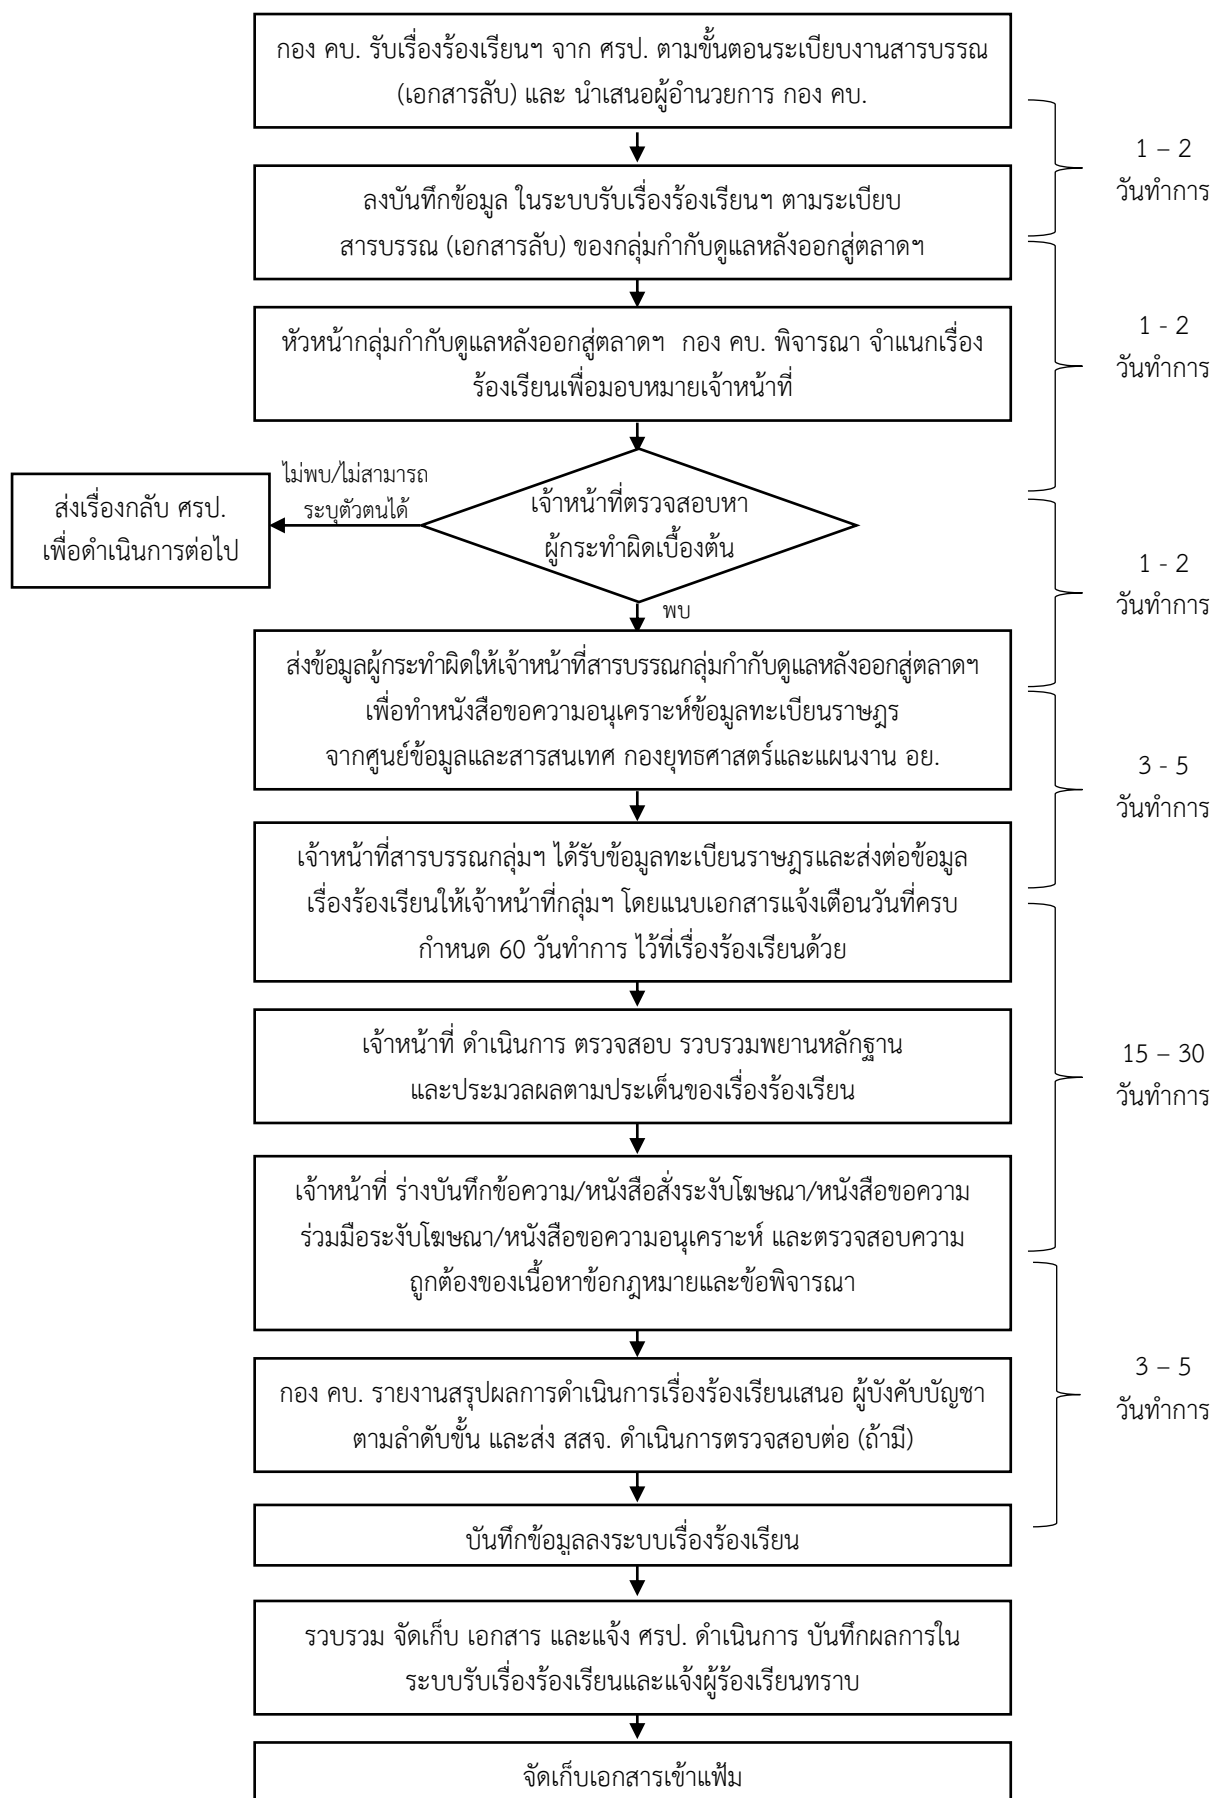 กอง คบ. รับเรื่องร้องเรียนฯ จาก ศรป. ตามขั้นตอนระเบียบงานสารบรรณ
(เอกสารลับ) และ นำเสนอผู้อำนวยการ กอง คบ.
1 – 2
วันทำการ
ลงบันทึกข้อมูล ในระบบรับเรื่องร้องเรียนฯ ตามระเบียบ
สารบรรณ (เอกสารลับ) ของกลุ่มกำกับดูแลหลังออกสู่ตลาดฯ
1 - 2
วันทำการ
หัวหน้ากลุ่มกำกับดูแลหลังออกสู่ตลาดฯ กอง คบ. พิจารณา จำแนกเรื่อง
ร้องเรียนเพื่อมอบหมายเจ้าหน้าที่
เจ้าหน้าที่ตรวจสอบหา
ผู้กระทำผิดเบื้องต้น
ไม่พบ/ไม่สามารถ
ระบุตัวตนได้
ส่งเรื่องกลับ ศรป.
เพื่อดำเนินการต่อไป
1 - 2
วันทำการ
พบ
ส่งข้อมูลผู้กระทำผิดให้เจ้าหน้าที่สารบรรณกลุ่มกำกับดูแลหลังออกสู่ตลาดฯ
เพื่อทำหนังสือขอความอนุเคราะห์ข้อมูลทะเบียนราษฎร
จากศูนย์ข้อมูลและสารสนเทศ กองยุทธศาสตร์และแผนงาน อย.
3 - 5
วันทำการ
เจ้าหน้าที่สารบรรณกลุ่มฯ ได้รับข้อมูลทะเบียนราษฎรและส่งต่อข้อมูล
เรื่องร้องเรียนให้เจ้าหน้าที่กลุ่มฯ โดยแนบเอกสารแจ้งเตือนวันที่ครบ
กำหนด 60 วันทำการ ไว้ที่เรื่องร้องเรียนด้วย
เจ้าหน้าที่ ดำเนินการ ตรวจสอบ รวบรวมพยานหลักฐาน
และประมวลผลตามประเด็นของเรื่องร้องเรียน
15 – 30
วันทำการ
เจ้าหน้าที่ ร่างบันทึกข้อความ/หนังสือสั่งระงับโฆษณา/หนังสือขอความ
ร่วมมือระงับโฆษณา/หนังสือขอความอนุเคราะห์ และตรวจสอบความ
ถูกต้องของเนื้อหาข้อกฎหมายและข้อพิจารณา
กอง คบ. รายงานสรุปผลการดำเนินการเรื่องร้องเรียนเสนอ ผู้บังคับบัญชา
ตามลำดับขั้น และส่ง สสจ. ดำเนินการตรวจสอบต่อ (ถ้ามี)
3 – 5
วันทำการ
บันทึกข้อมูลลงระบบเรื่องร้องเรียน
รวบรวม จัดเก็บ เอกสาร และแจ้ง ศรป. ดำเนินการ บันทึกผลการใน
ระบบรับเรื่องร้องเรียนและแจ้งผู้ร้องเรียนทราบ
จัดเก็บเอกสารเข้าแฟ้ม